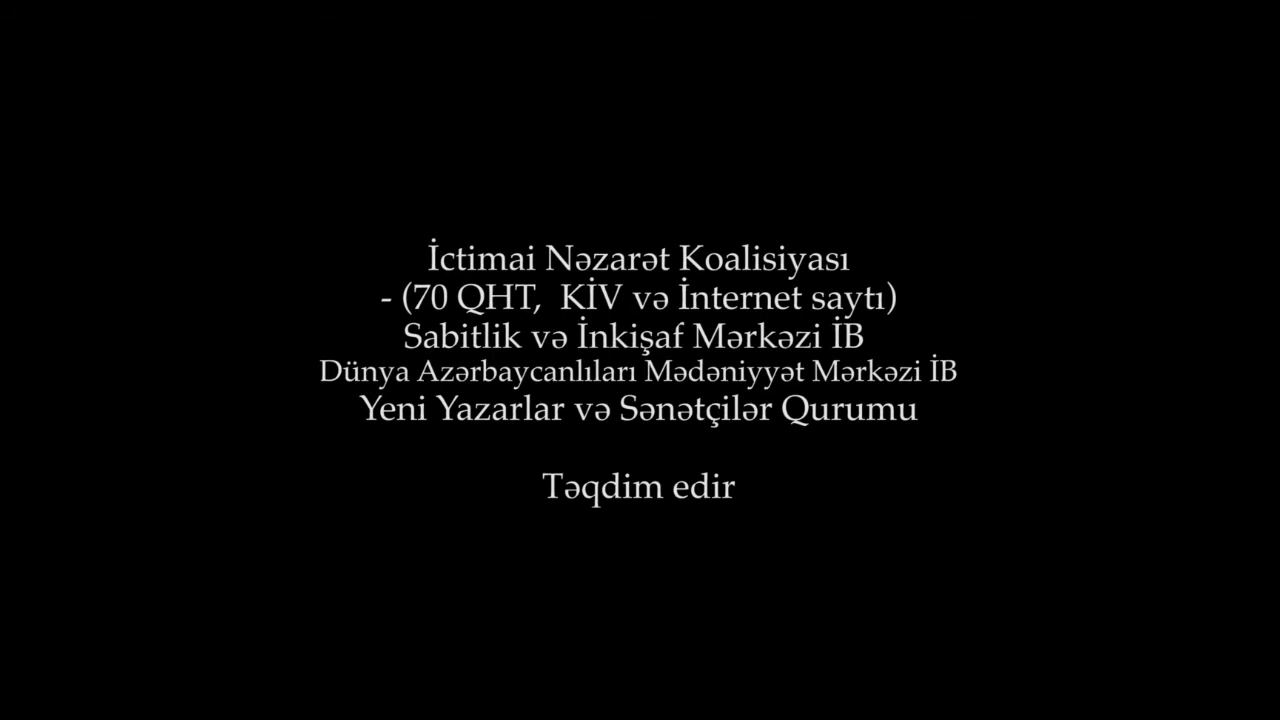 İctimai Nəzarət Koalisiyası
- (70 QHT,  KİV və İnternet saytı)
Sabitlik və İnkişaf Mərkəzi İB
Dünya Azərbaycanlıları Mədəniyyət Mərkəzi İB
Yeni Yazarlar və Sənətçilər Qurumu
Təqdim edir